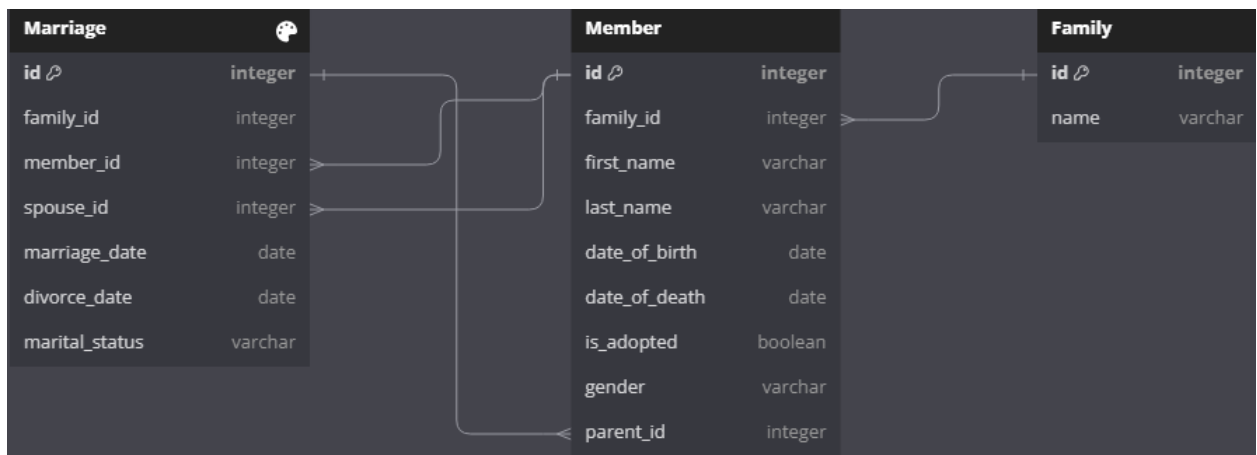 Marriage
id integer
family_id integer
member_id integer
spouse_id integer
marriage_date date
divorce_date date
marital_status varchar
Member
id integer
family_id integer
first_name varchar
last_name varchar
date_of_birth date
date_of_death date
is_adopted boolean
gender varchar
parent_id integer
Family
id integer
name varchar